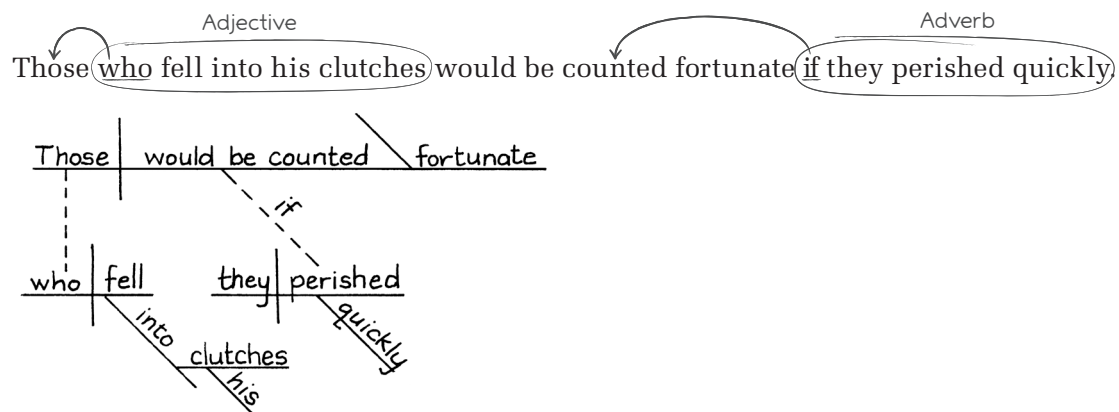 Adjective Adverb
Those who fell into his clutches would be counted fortunate if they perished quickly.
Those would be counted fortunate
if
who fell they perished
into quickly
clutches
his